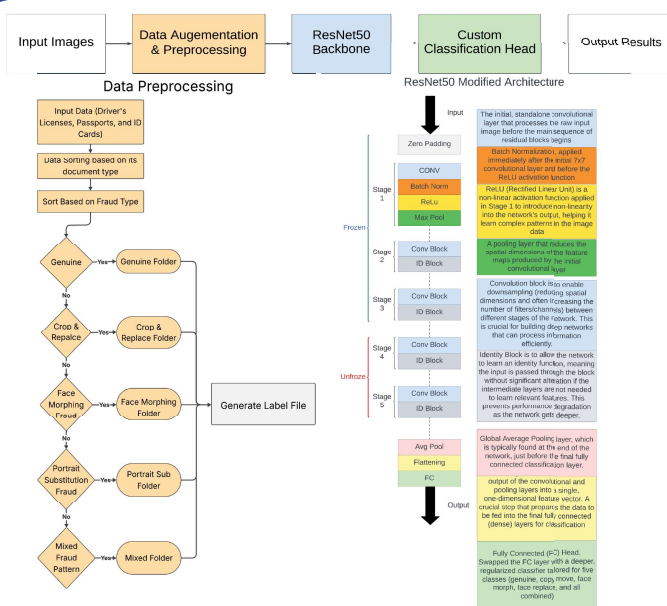 Input Images
Data Augementation
& Preprocessing
ResNet50
Backbone
Custom
Classification Head
Output Results
Data Preprocessing
Input Data (Driver's
Licenses, Passports, and ID
Cards)
Data Sorting based on its
document type
Sort Based on Fraud Type
Genuine
Yes
Genuine Folder
No
Crop &
Repalce
Yes
Crop &
Replace Folder
No
Face
Morphing
Fraud
Yes
Face Morphing
Folder
No
Portrait
Substitution
Fraud
Yes
Portrait Sub
Folder
No
Mixed
Fraud
Pattern
Yes
Mixed Folder
Generate Label File
ResNet50 Modified Architecture
Input
Zero Padding
Frozen
Stage
1
CONV
Batch Norm
ReLu
Max Pool
Stage
2
Conv Block
ID Block
Stage
3
Conv Block
ID Block
Unfroze
Stage
4
Conv Block
ID Block
Stage
5
Conv Block
ID Block
Avg Pool
Flattening
FC
Output
The initial, standalone convolutional
layer that processes the raw input
image before the main sequence of
residual blocks begins
Batch Normalization, applied
immediately after the initial 7x7
convolutional layer and before the
ReLU activation function
ReLU (Rectified Linear Unit) is a
non-linear activation function applied
in Stage 1 to introduce non-linearity
into the network's output, helping it
learn complex patterns in the image
data
A pooling layer that reduces the
spatial dimensions of the feature
maps produced by the initial
convolutional layer
Convolution block is to enable
downsampling (reducing spatial
dimensions and often increasing the
number of filters/channels) between
different stages of the network. This
is crucial for building deep networks
that can process information
efficiently.
Identity Block is to allow the network
to learn an identity function, meaning
the input is passed through the block
without significant alteration if the
intermediate layers are not needed
to learn relevant features. This
prevents performance degradation
as the network gets deeper.
Global Average Pooling layer, which
is typically found at the end of the
network, just before the final fully
connected classification layer.
output of the convolutional and
pooling layers into a single,
one-dimensional feature vector. A
crucial step that prepares the data to
be fed into the final fully connected
(dense) layers for classification
Fully Connected (FC) Head.
Swapped the FC layer with a deeper,
regularized classifier tailored for five
classes (genuine, copy move, face
morph, face replace, and all
combined)